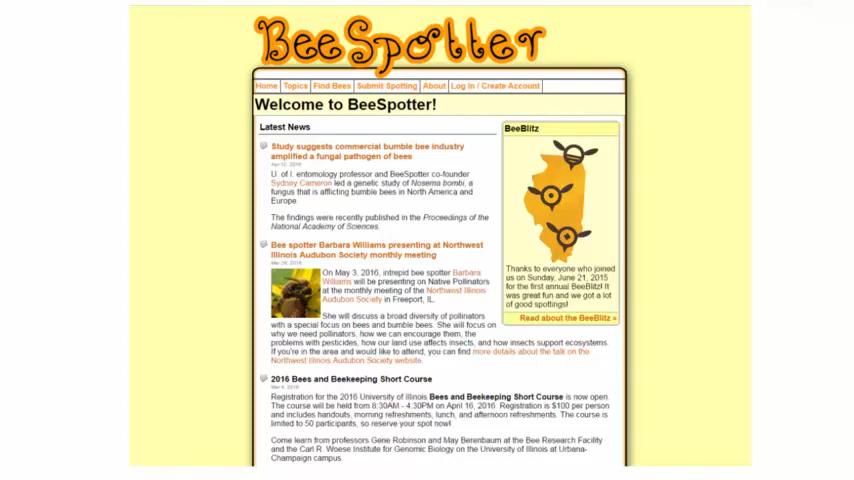 BeeSpotter
Home Topics Find Bees Submit Spotting About Log In / Create Account
Welcome to BeeSpotter!
Latest News
Study suggests commercial bumble bee industry
amplified a fungal pathogen of bees
U. of I. entomology professor and BeeSpotter co-founder
Sydney Cameron led a genetic study of Nosema bombi, a
fungus that is afflicting bumble bees in North America and
Europe.
The findings were recently published in the Proceedings of the
National Academy of Sciences.
Bee spotter Barbara Williams presenting at Northwest
Illinois Audubon Society monthly meeting
On May 3, 2016, intrepid bee spotter Barbara
Williams will be presenting on Native Pollinators
at the monthly meeting of the Northwest Illinois
Audubon Society in Freeport, IL.
She will discuss a broad diversity of pollinators
with a special focus on bees and bumble bees. She will focus on
why we need pollinators, how we can encourage them, the
problems with pesticides, how our land use affects insects, and how insects support ecosystems.
If you're in the area and would like to attend, you can find more details about the talk on the
Northwest Illinois Audubon Society website.
2016 Bees and Beekeeping Short Course
Registration for the 2016 University of Illinois Bees and Beekeeping Short Course is now open.
The course will be held from 8:30AM - 4:30PM on April 16, 2016 Registration is $100 per person
and includes handouts, morning refreshments, lunch, and afternoon refreshments. The course is
limited to 50 participants, so reserve your spot now!
Come learn from professors Gene Robinson and May Berenbaum at the Bee Research Facility
and the Carl R. Woese Institute for Genomic Biology on the University of Illinois at Urbana-
Champaign campus.
BeeBlitz
Thanks to everyone who joined
us on Sunday, June 21, 2015
for the first annual BeeBlitz! It
was great fun and we got a lot
of good spottings!
Read about the BeeBlitz »